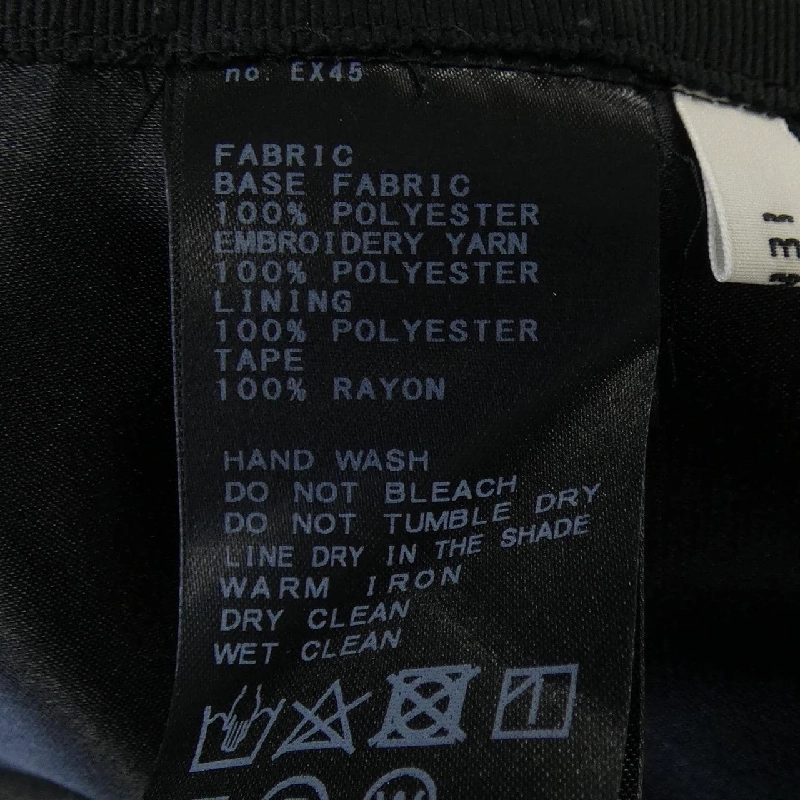 no. EX45
FABRIC
BASE FABRIC
100% POLYESTER
EMBROIDERY YARN
100% POLYESTER
LINING
100% POLYESTER
TAPE
100% RAYON
HAND WASH
DO NOT BLEACH
DO NOT TUMBLE DRY
LINE DRY IN THE SHADE
WARM IRON
DRY CLEAN
WET CLEAN